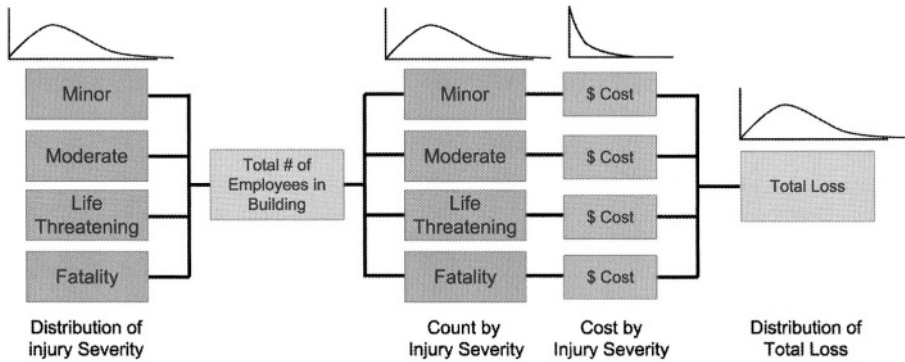 Minor
Moderate
Life
Threatening
Fatality
Distribution of
injury Severity
Total # of
Employees in
Building
Minor
Moderate
Life
Threatening
Fatality
Count by
Injury Severity
$ Cost
$ Cost
$ Cost
$ Cost
Cost by
Injury Severity
Total Loss
Distribution of
Total Loss